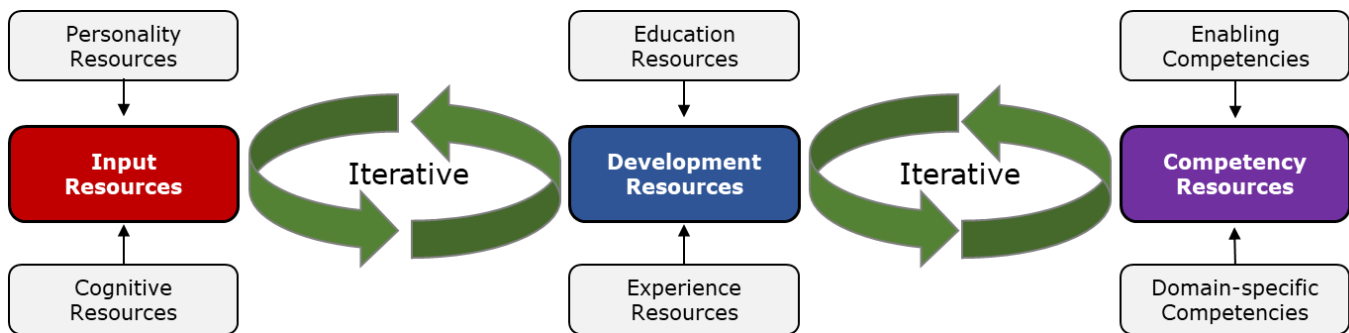 Personality
Resources
Education
Resources
Enabling
Competencies
Input
Resources
Iterative
Development
Resources
Iterative
Competency
Resources
Cognitive
Resources
Experience
Resources
Domain-specific
Competencies